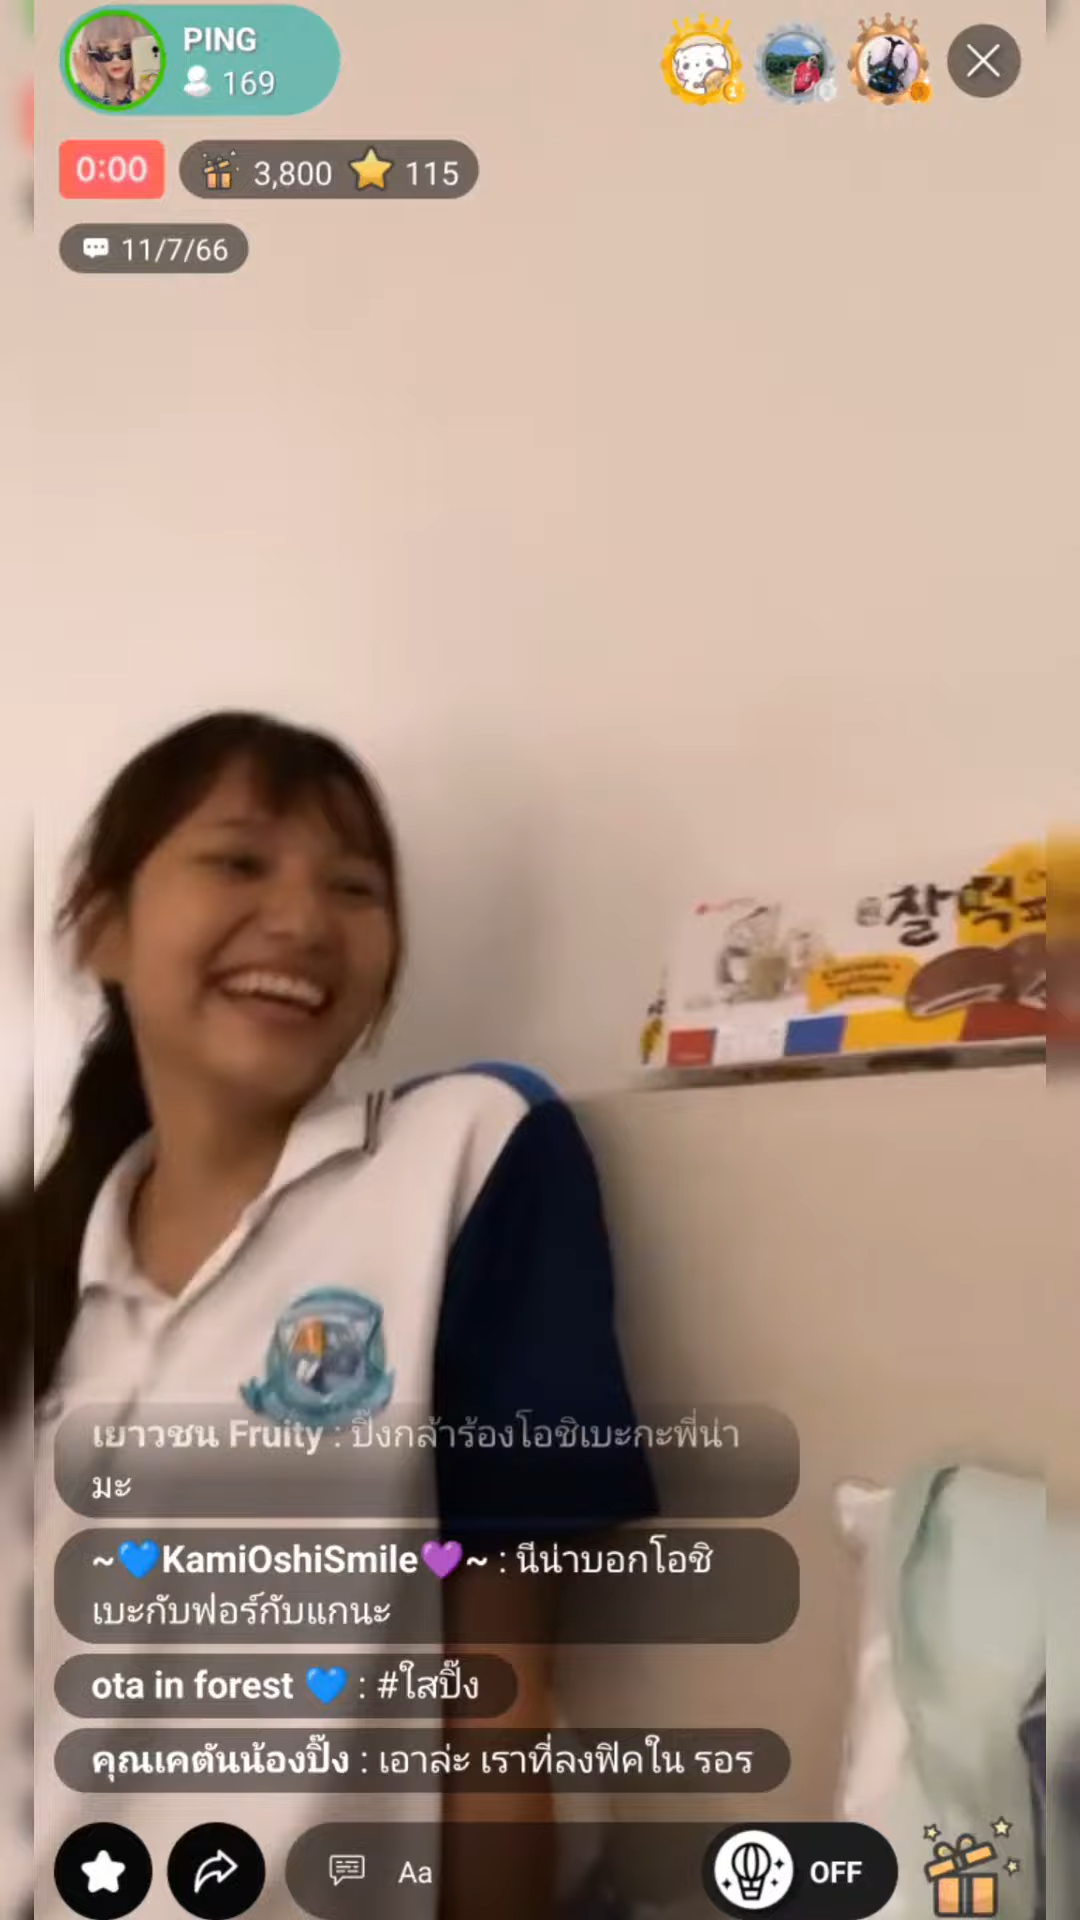 PING
169
0:00
3,800
115
11/7/66
찰떡
เยาวชน Fruity : ปิ๊งกล้าร้องโอชิเบะกะพี่น่า
มะ
~💙KamiOshiSmile💜~ : นีน่าบอกโอชิ
เบะกับฟอร์กับแกนะ
ota in forest 💙 : #ใสปิ๊ง
คุณเคตันน้องปิ๊ง : เอาล่ะ เราที่ลงฟิคใน รอร
Aa
OFF